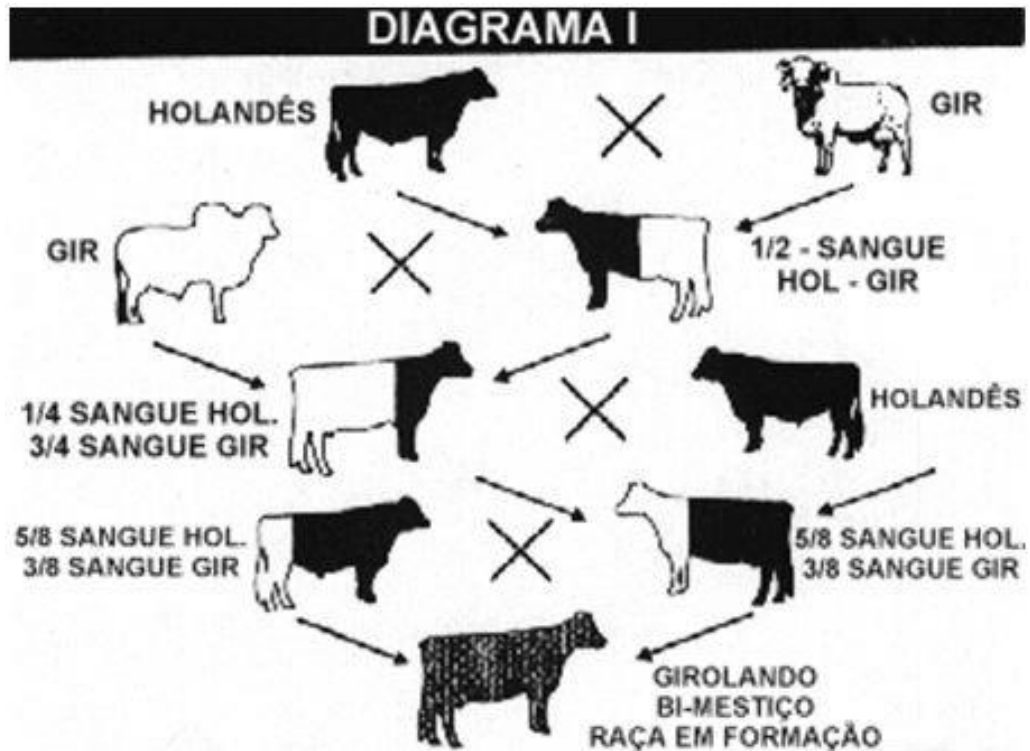 DIAGRAMA I
HOLANDÊS
GIR
GIR
1/2 - SANGUE
HOL - GIR
1/4 SANGUE HOL.
3/4 SANGUE GIR
HOLANDÊS
5/8 SANGUE HOL.
3/8 SANGUE GIR
5/8 SANGUE HOL.
3/8 SANGUE GIR
GIROLANDO
BI-MESTIÇO
RAÇA EM FORMAÇÃO